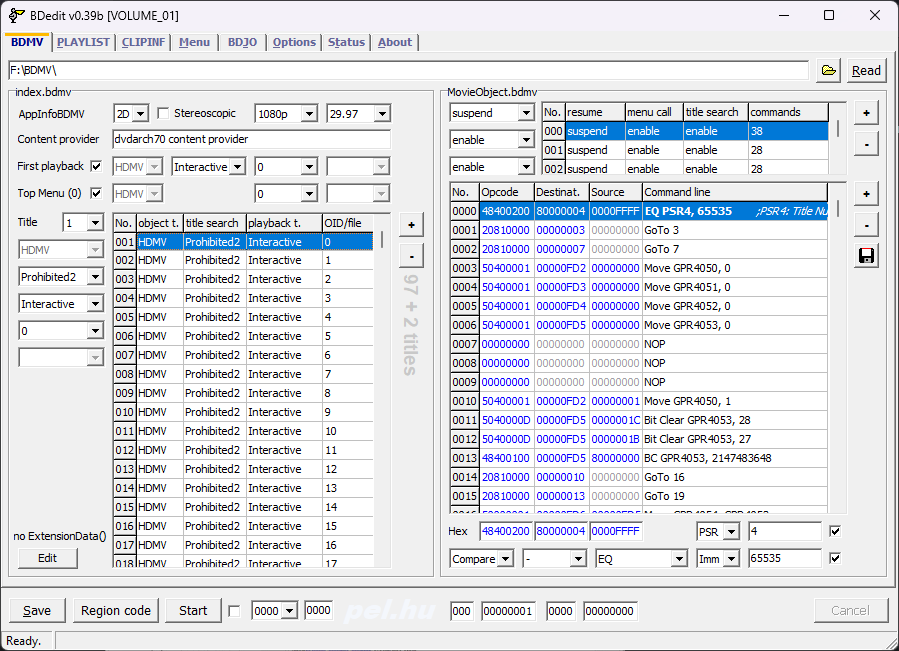 BDedit v0.39b [VOLUME_01]
BDMV PLAYLIST CLIPINF Menu BDJO Options Status About
F:\BDMV\ Read
index.bdmv
AppInfoBDMV 2D Stereoscopic 1080p 29.97
Content provider dvdarch70 content provider
First playback HDMV Interactive 0
Top Menu (0) HDMV 0
Title 1
HDMV
Prohibited2
Interactive
0
No. object t. title search playback t. OID/file
001 HDMV Prohibited2 Interactive 0
002 HDMV Prohibited2 Interactive 1
003 HDMV Prohibited2 Interactive 2
004 HDMV Prohibited2 Interactive 3
005 HDMV Prohibited2 Interactive 4
006 HDMV Prohibited2 Interactive 5
007 HDMV Prohibited2 Interactive 6
008 HDMV Prohibited2 Interactive 7
009 HDMV Prohibited2 Interactive 8
010 HDMV Prohibited2 Interactive 9
011 HDMV Prohibited2 Interactive 10
012 HDMV Prohibited2 Interactive 11
013 HDMV Prohibited2 Interactive 12
014 HDMV Prohibited2 Interactive 13
015 HDMV Prohibited2 Interactive 14
016 HDMV Prohibited2 Interactive 15
017 HDMV Prohibited2 Interactive 16
018 HDMV Prohibited2 Interactive 17
+
-
97 + 2 titles
no ExtensionData()
Edit
MovieObject.bdmv
suspend
enable
enable
No. resume menu call title search commands
000 suspend enable enable 38
001 suspend enable enable 28
002 suspend enable enable 28
+
-
No. Opcode Destinat. Source Command line
0000 48400200 80000004 0000FFFF EQ PSR4, 65535 ;PSR4: Title Nu
0001 20810000 00000003 00000000 GoTo 3
0002 20810000 00000007 00000000 GoTo 7
0003 50400001 00000FD2 00000000 Move GPR4050, 0
0004 50400001 00000FD3 00000000 Move GPR4051, 0
0005 50400001 00000FD4 00000000 Move GPR4052, 0
0006 50400001 00000FD5 00000000 Move GPR4053, 0
0007 00000000 00000000 00000000 NOP
0008 00000000 00000000 00000000 NOP
0009 00000000 00000000 00000000 NOP
0010 50400001 00000FD2 00000001 Move GPR4050, 1
0011 5040000D 00000FD5 0000001C Bit Clear GPR4053, 28
0012 5040000D 00000FD5 0000001B Bit Clear GPR4053, 27
0013 48400100 00000FD5 80000000 BC GPR4053, 2147483648
0014 20810000 00000010 00000000 GoTo 16
0015 20810000 00000013 00000000 GoTo 19
+
-
Hex 48400200 80000004 0000FFFF PSR 4
Compare - EQ Imm 65535
Save Region code Start 0000 0000 pel.hu 000 00000001 0000 00000000 Cancel
Ready.